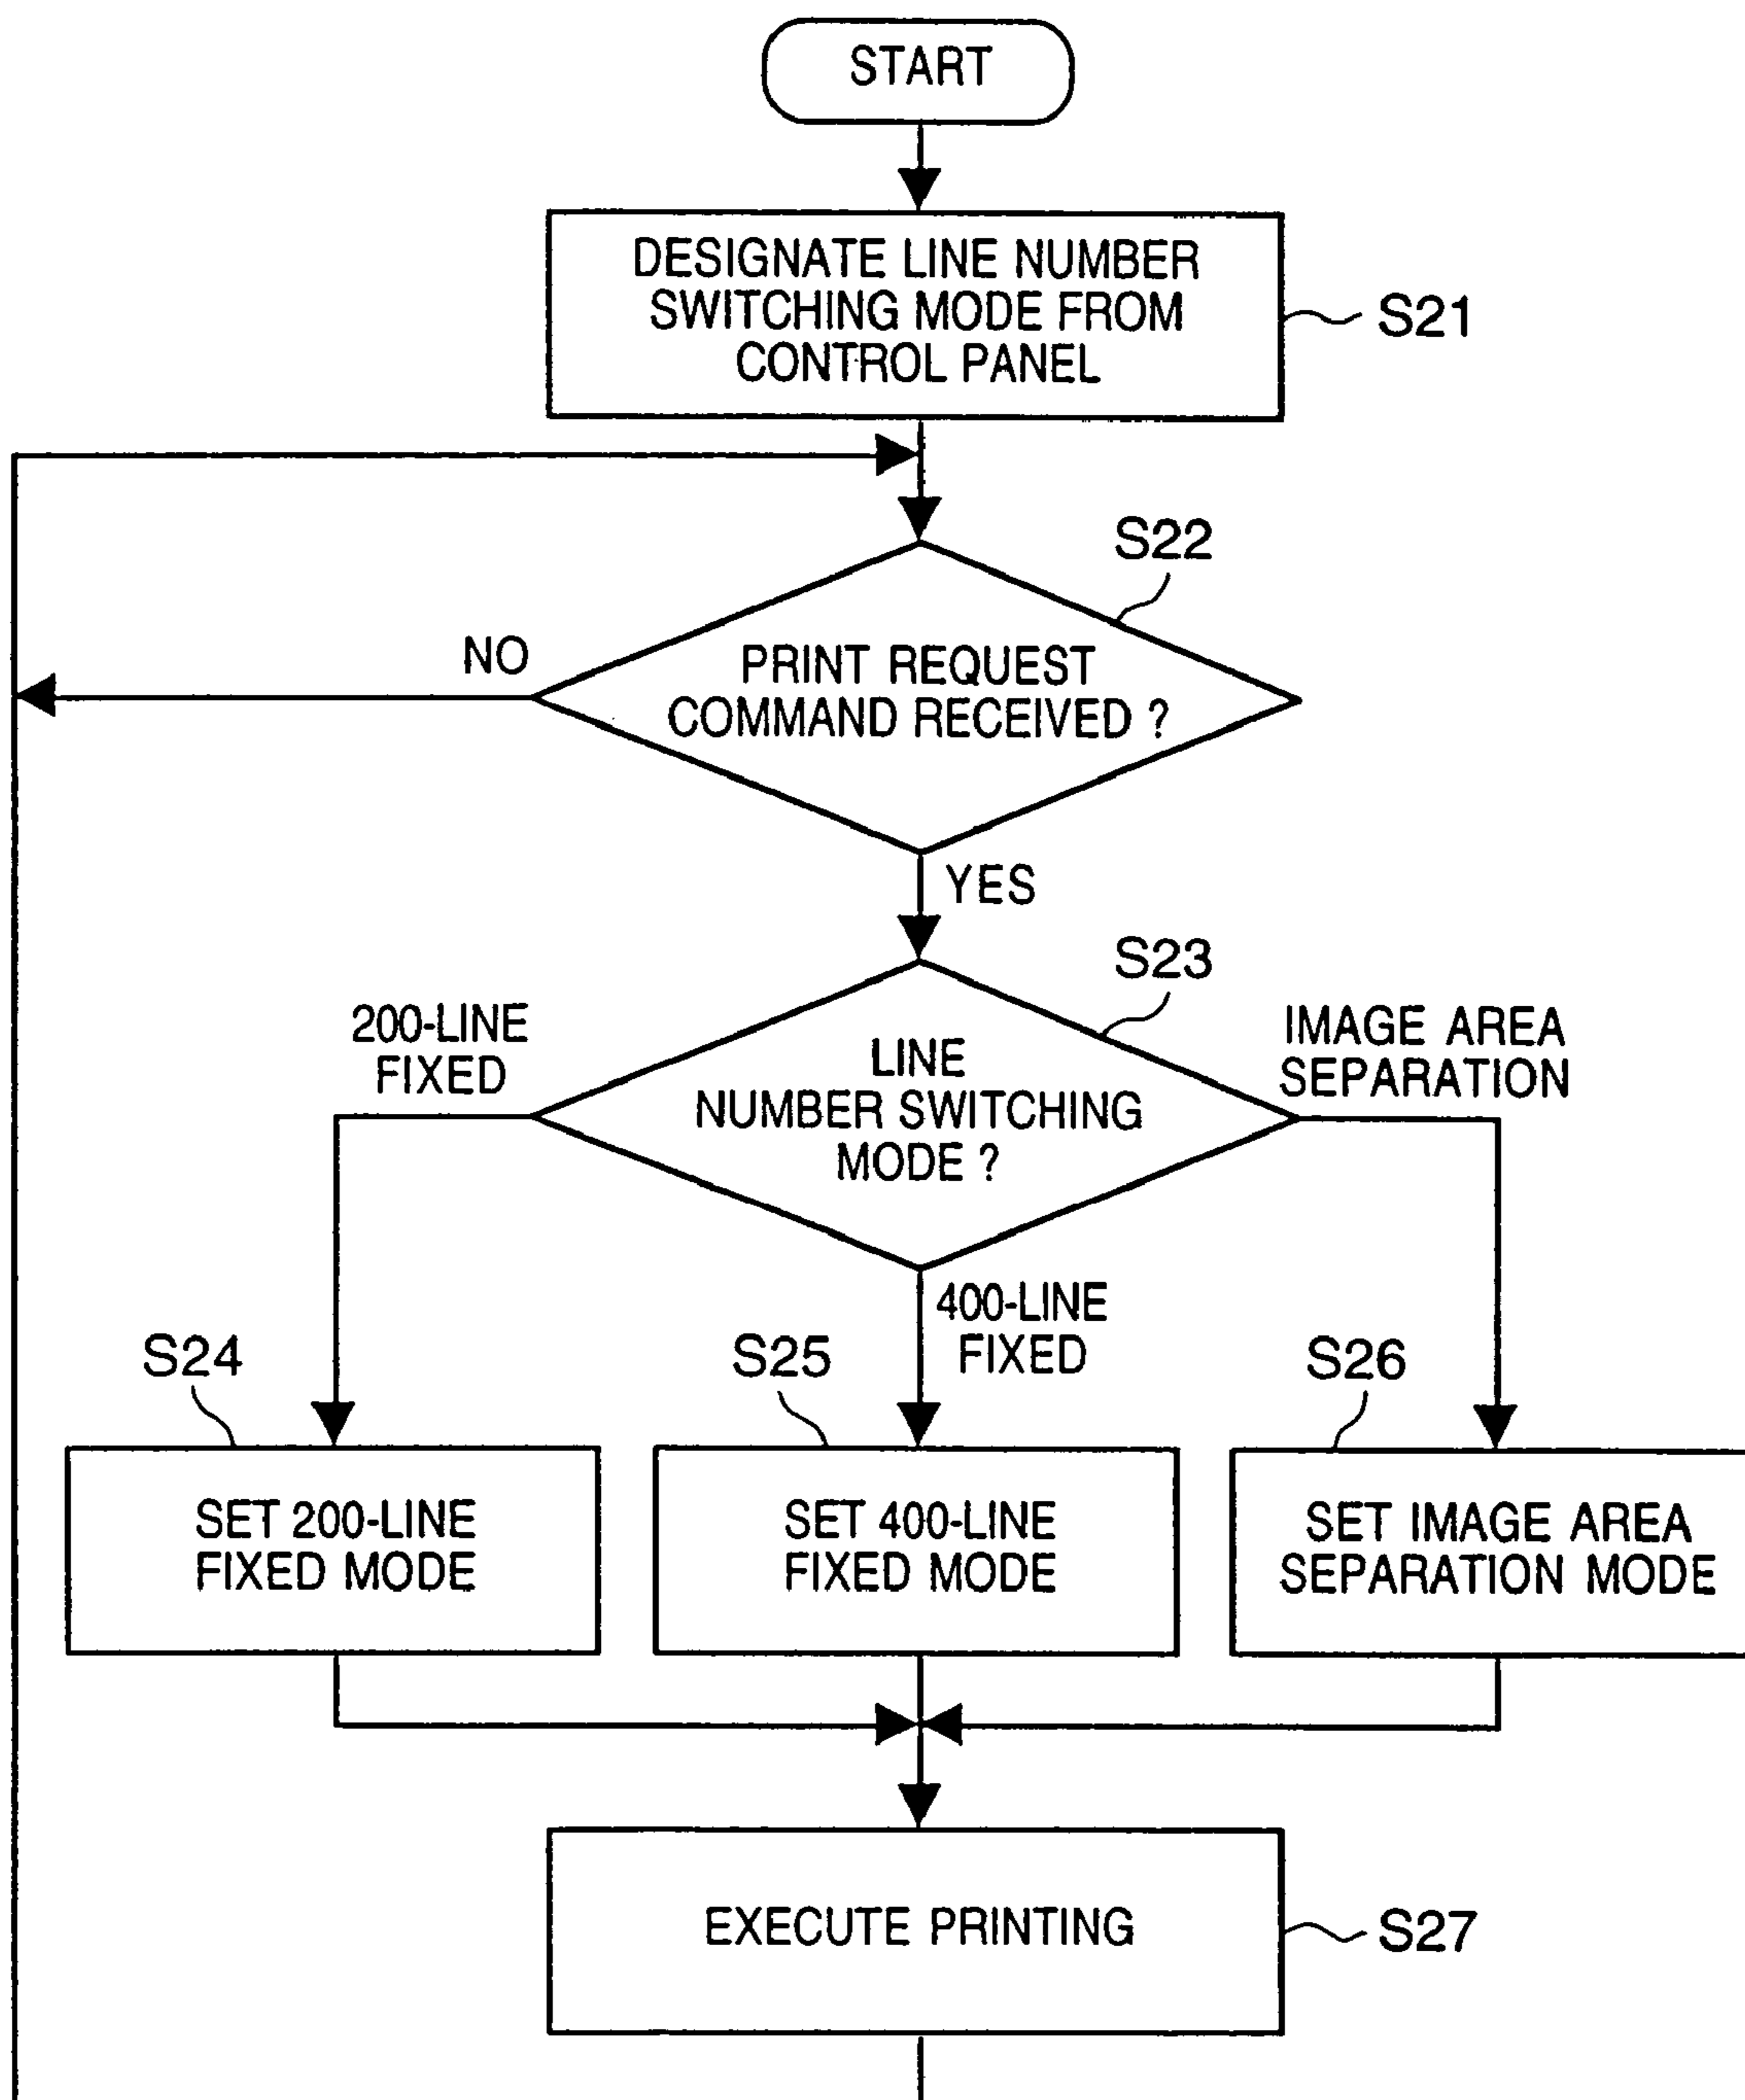 START
DESIGNATE LINE NUMBER
SWITCHING MODE FROM
CONTROL PANEL
S21
S22
NO
PRINT REQUEST
COMMAND RECEIVED ?
YES
S23
200-LINE
FIXED
LINE
NUMBER SWITCHING
MODE ?
IMAGE AREA
SEPARATION
400-LINE
FIXED
S24
S25
S26
SET 200-LINE
FIXED MODE
SET 400-LINE
FIXED MODE
SET IMAGE AREA
SEPARATION MODE
EXECUTE PRINTING
S27